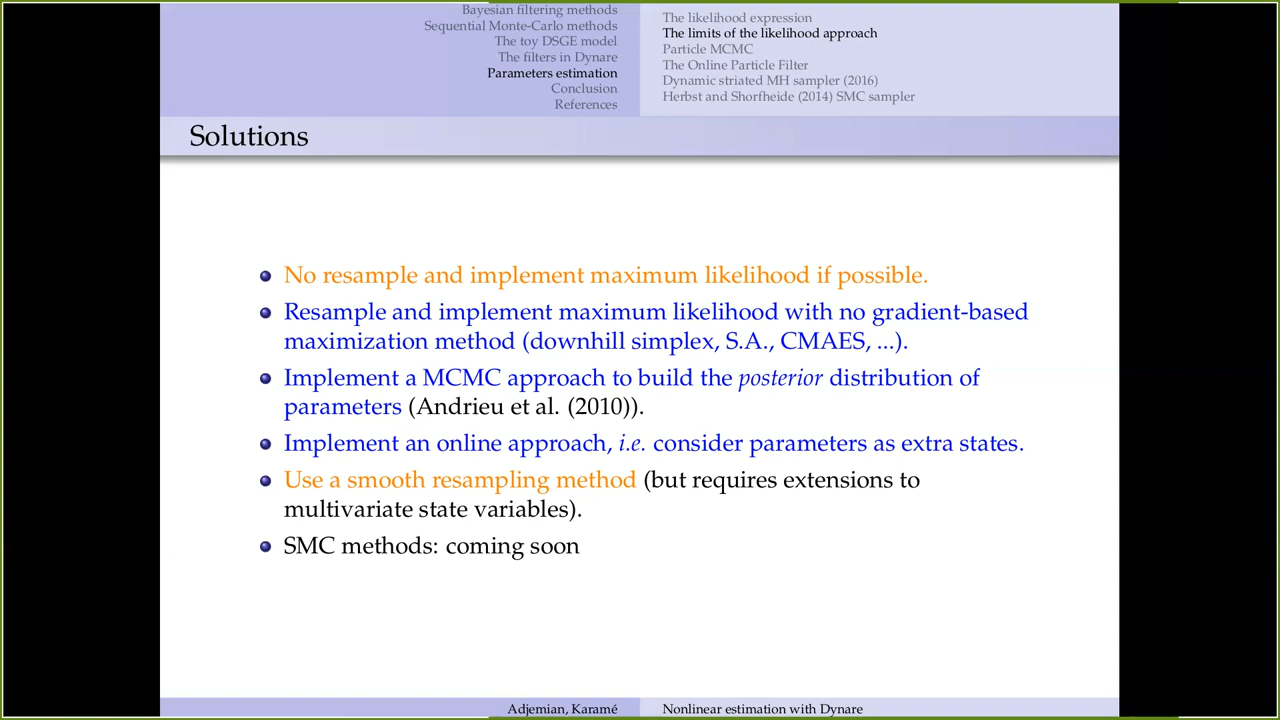 Bayesian filtering methods
Sequential Monte-Carlo methods
The toy DSGE model
The filters in Dynare
Parameters estimation
Conclusion
References
The likelihood expression
The limits of the likelihood approach
Particle MCMC
The Online Particle Filter
Dynamic striated MH sampler (2016)
Herbst and Shorfheide (2014) SMC sampler
Solutions
No resample and implement maximum likelihood if possible.
Resample and implement maximum likelihood with no gradient-based
maximization method (downhill simplex, S.A., CMAES, ...).
Implement a MCMC approach to build the posterior distribution of
parameters (Andrieu et al. (2010)).
Implement an online approach, i.e. consider parameters as extra states.
Use a smooth resampling method (but requires extensions to
multivariate state variables).
SMC methods: coming soon
Adjemian, Karamé
Nonlinear estimation with Dynare